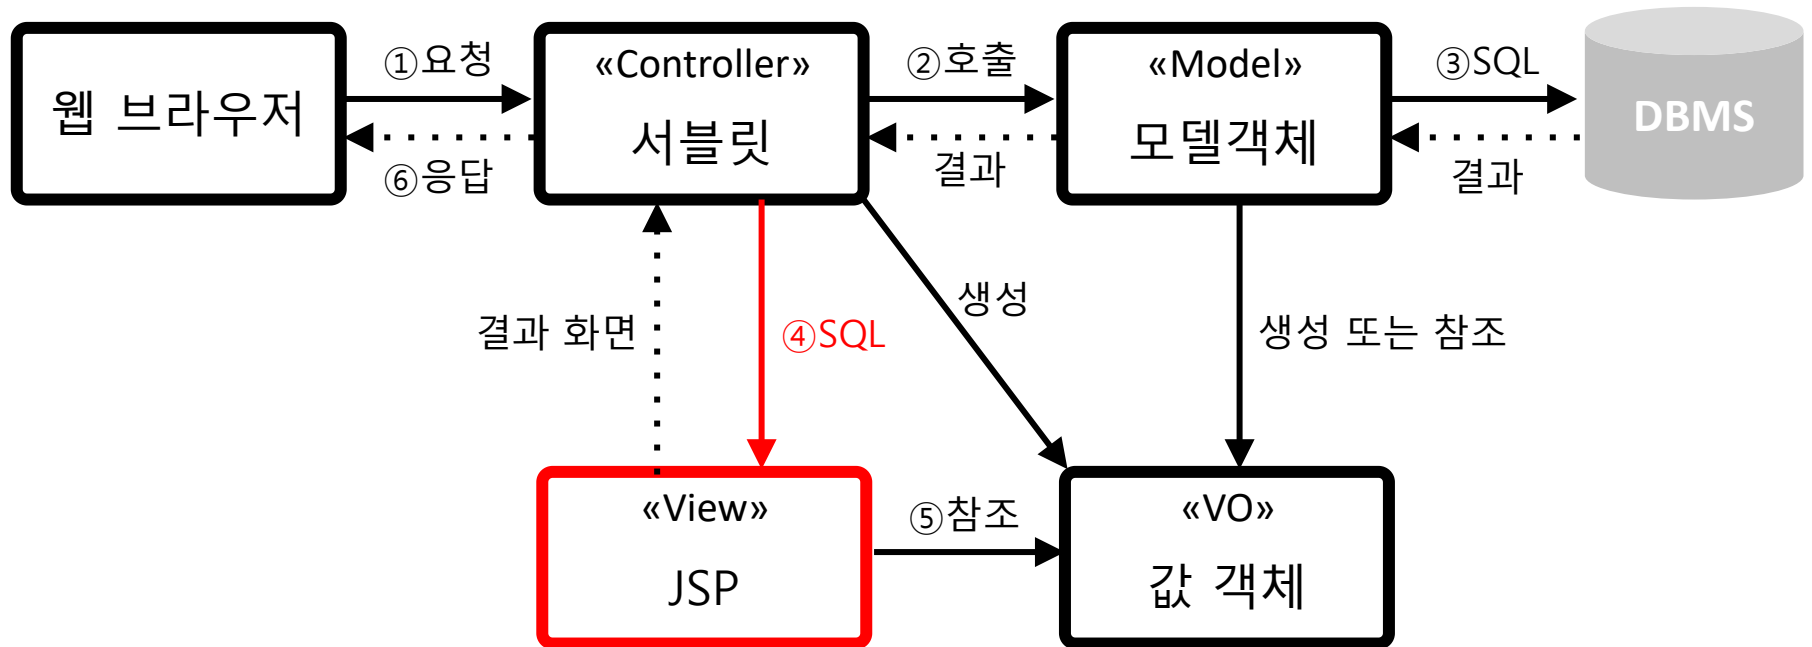 ①요청
«Controller»
②호출
«Model»
③SQL
웹 브라우저
서블릿
모델객체
DBMS
⑥응답
결과
결과
결과 화면
④SQL
생성
생성 또는 참조
«View»
⑤참조
«VO»
JSP
값 객체